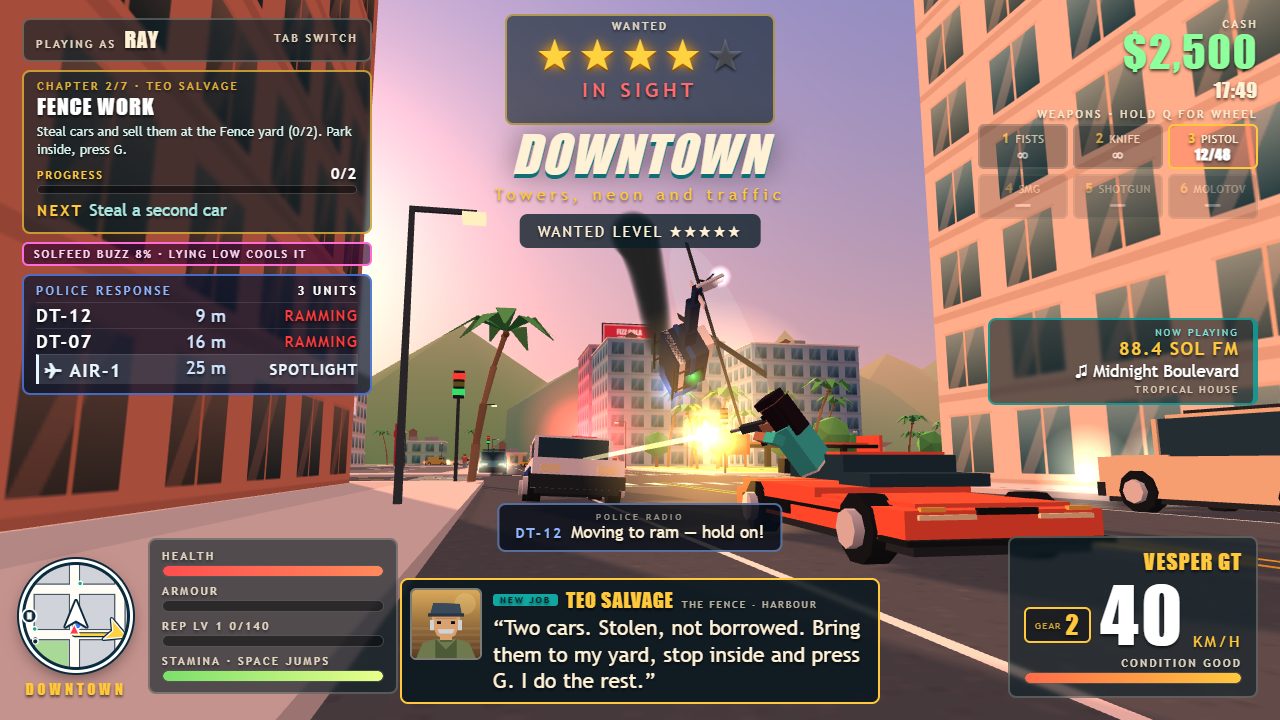 PLAYING AS RAY TAB SWITCH
CHAPTER 2/7 · TEO SALVAGE
FENCE WORK
Steal cars and sell them at the Fence yard (0/2). Park
inside, press G.
PROGRESS 0/2
NEXT Steal a second car
SOLFEED BUZZ 8% · LYING LOW COOLS IT
POLICE RESPONSE 3 UNITS
DT-12 9 m RAMMING
DT-07 16 m RAMMING
AIR-1 25 m SPOTLIGHT
WANTED
IN SIGHT
DOWNTOWN
Towers, neon and traffic
WANTED LEVEL ★★★★★
CASH
$2,500
17:49
WEAPONS · HOLD Q FOR WHEEL
1 FISTS ∞
2 KNIFE ∞
3 PISTOL 12/48
4 SMG —
5 SHOTGUN —
6 MOLOTOV —
NOW PLAYING
88.4 SOL FM
♫ Midnight Boulevard
TROPICAL HOUSE
POLICE RADIO
DT-12 Moving to ram — hold on!
HEALTH
ARMOUR
REP LV 1 0/140
STAMINA · SPACE JUMPS
DOWNTOWN
NEW JOB TEO SALVAGE THE FENCE · HARBOUR
“Two cars. Stolen, not borrowed. Bring
them to my yard, stop inside and press
G. I do the rest.”
VESPER GT
GEAR 2 40 KM/H
CONDITION GOOD